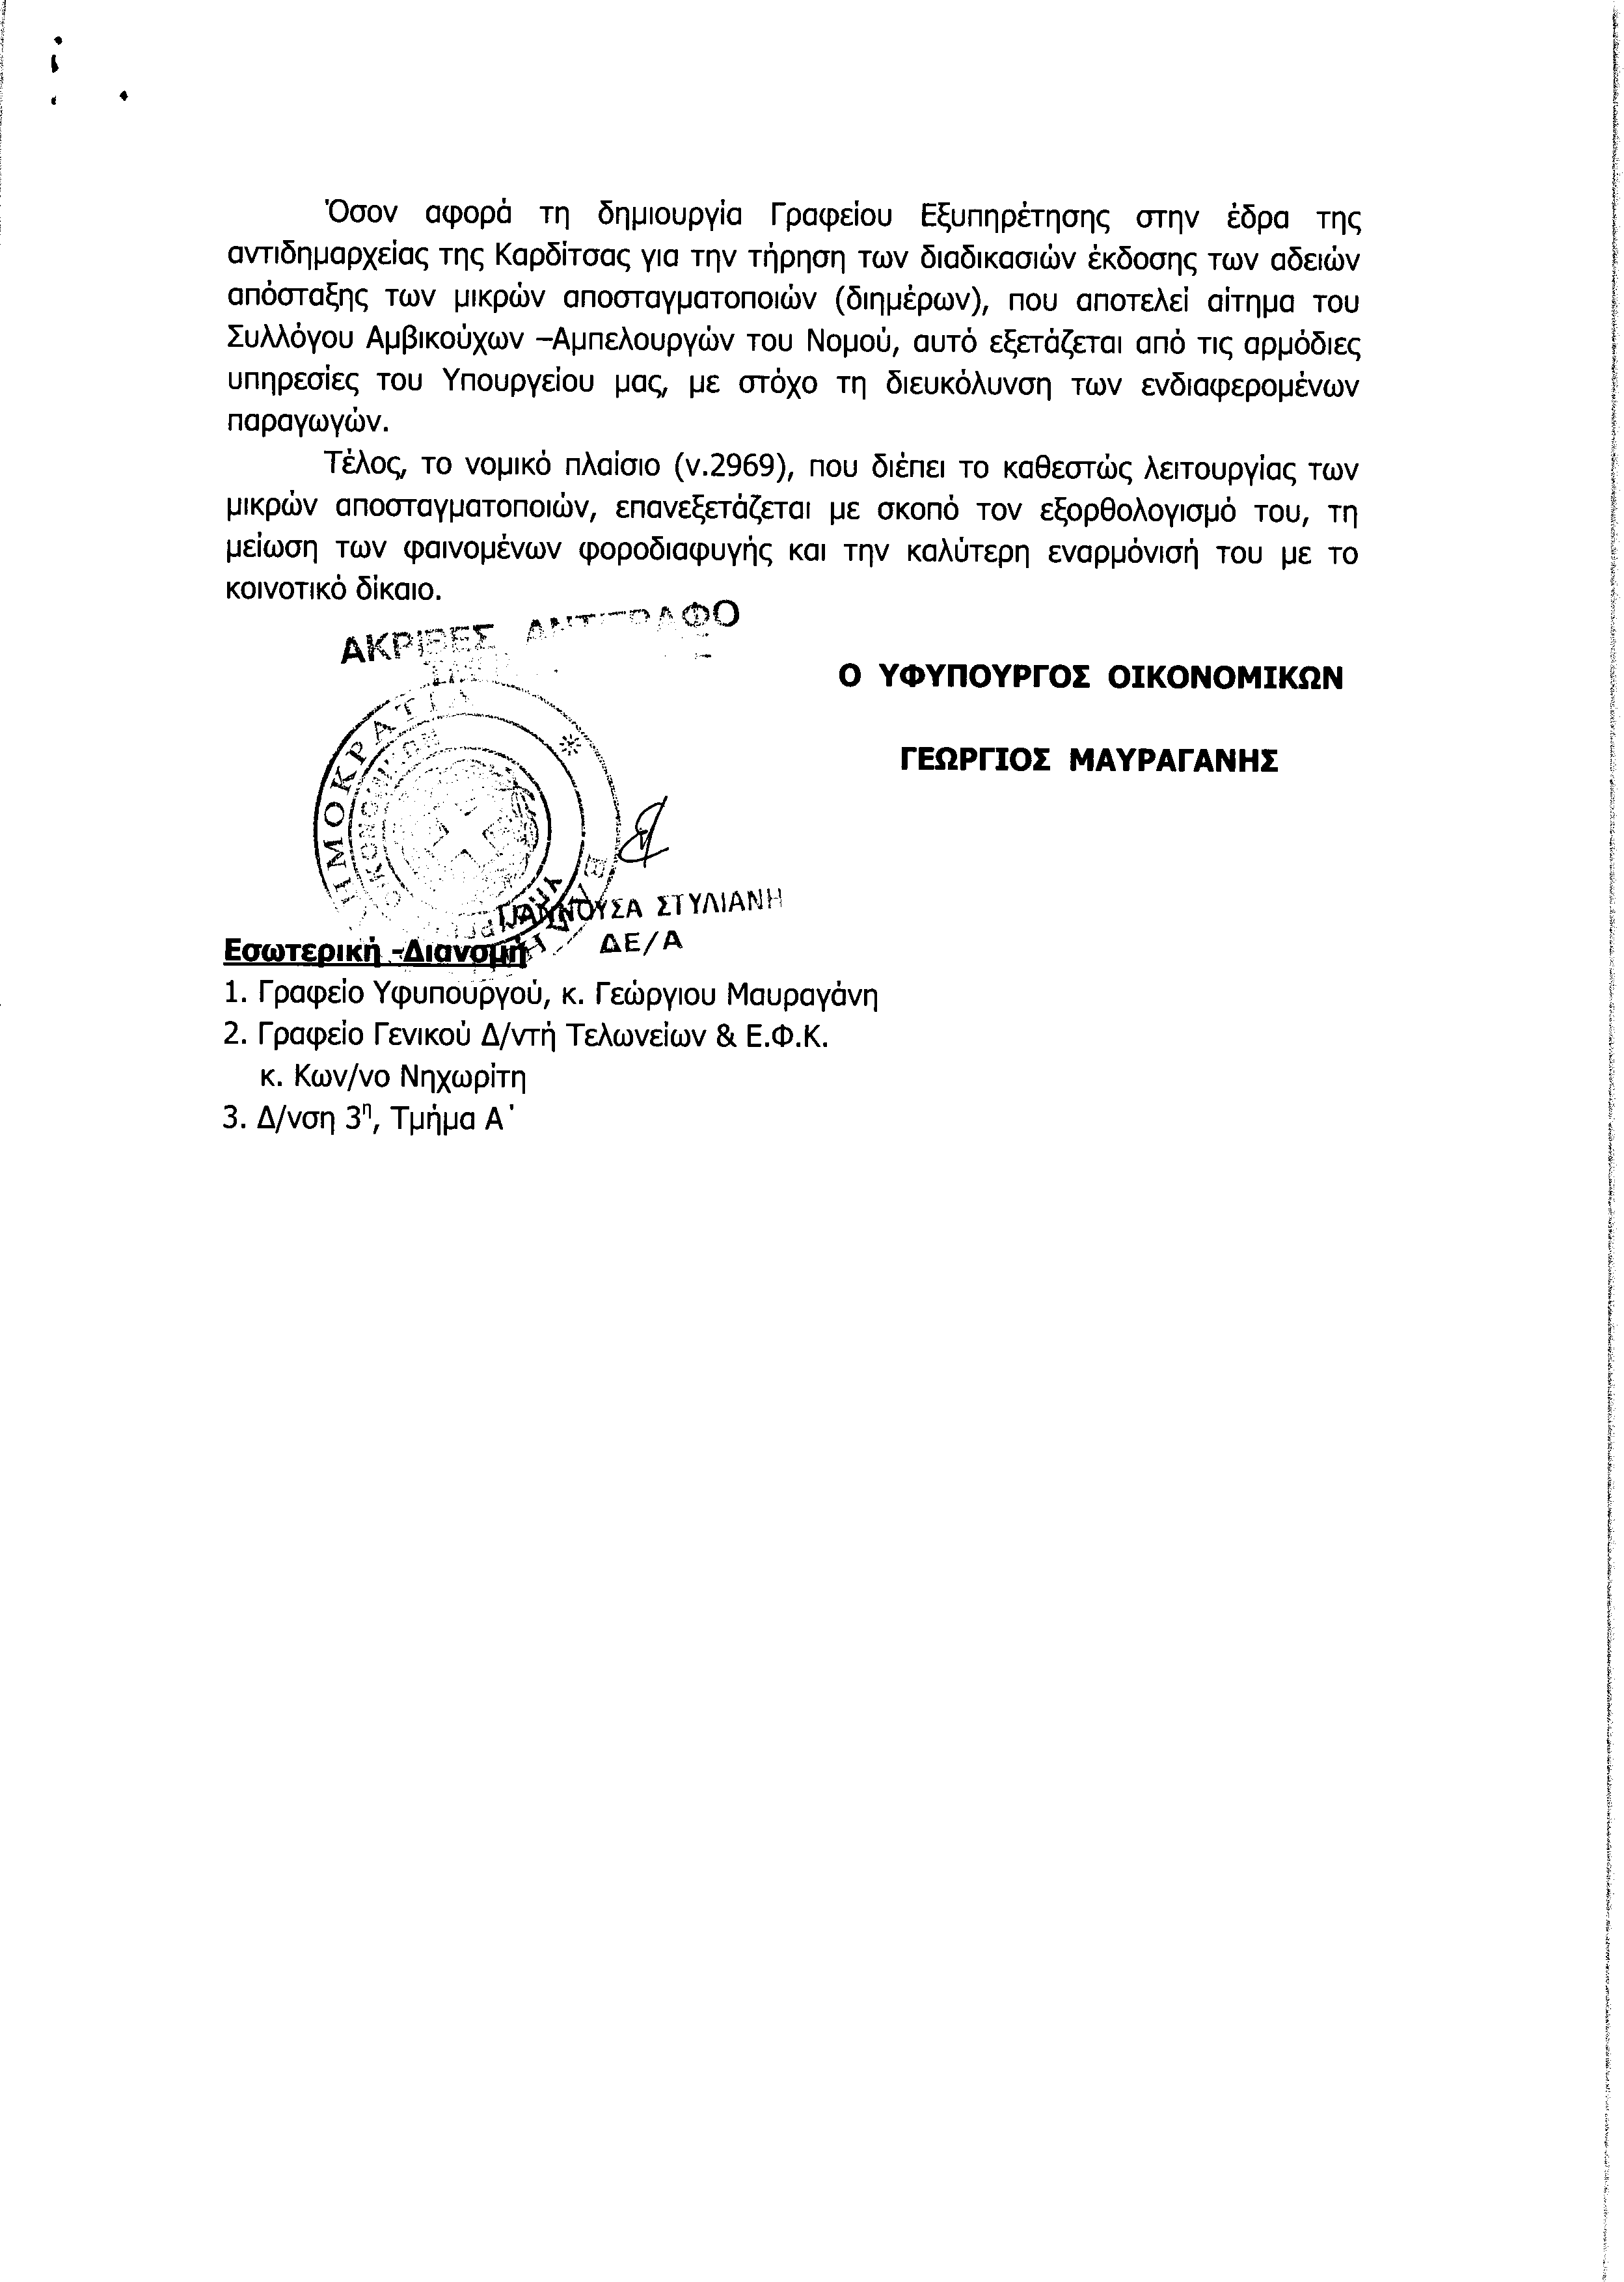 Όσον αφορά τη δημιουργία Γραφείου Εξυπηρέτησης στην έδρα της
αντιδημαρχείας της Καρδίτσας για την τήρηση των διαδικασιών έκδοσης των αδειών
απόσταξης των μικρών αποσταγματοποιών (διημέρων), που αποτελεί αίτημα του
Συλλόγου Αμβικούχων –Αμπελουργών του Νομού, αυτό εξετάζεται από τις αρμόδιες
υπηρεσίες του Υπουργείου μας, με στόχο τη διευκόλυνση των ενδιαφερομένων
παραγωγών.
Τέλος, το νομικό πλαίσιο (ν.2969), που διέπει το καθεστώς λειτουργίας των
μικρών αποσταγματοποιών, επανεξετάζεται με σκοπό τον εξορθολογισμό του, τη
μείωση των φαινομένων φοροδιαφυγής και την καλύτερη εναρμόνισή του με το
κοινοτικό δίκαιο.
ΑΚΡΙΒΕΣ ΑΝΤΙΓΡΑΦΟ
Ο ΥΦΥΠΟΥΡΓΟΣ ΟΙΚΟΝΟΜΙΚΩΝ
ΓΕΩΡΓΙΟΣ ΜΑΥΡΑΓΑΝΗΣ
ΣΤΥΛΙΑΝΗ
ΔΕ/Α
Εσωτερική -Διανομή
1. Γραφείο Υφυπουργού, κ. Γεώργιου Μαυραγάνη
2. Γραφείο Γενικού Δ/ντή Τελωνείων & Ε.Φ.Κ.
κ. Κων/νο Νηχωρίτη
3. Δ/νση 3η, Τμήμα Α΄